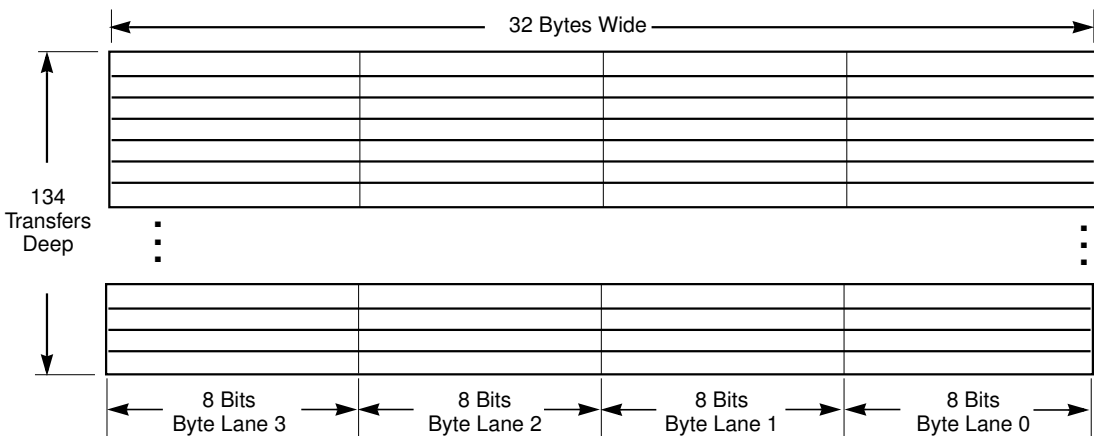 32 Bytes Wide
134
Transfers
Deep
8 Bits
Byte Lane 3
8 Bits
Byte Lane 2
8 Bits
Byte Lane 1
8 Bits
Byte Lane 0